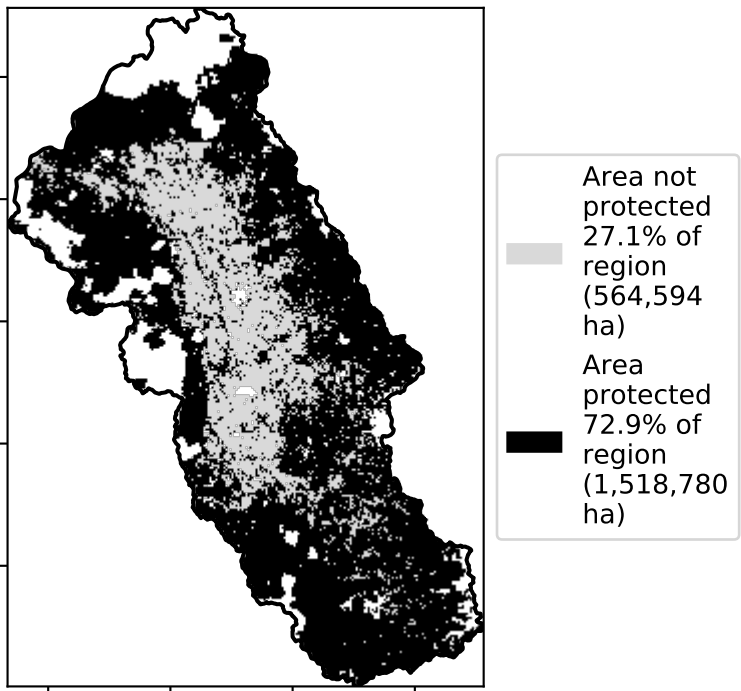 Area not
protected
27.1% of
region
(564,594
ha)
Area
protected
72.9% of
region
(1,518,780
ha)